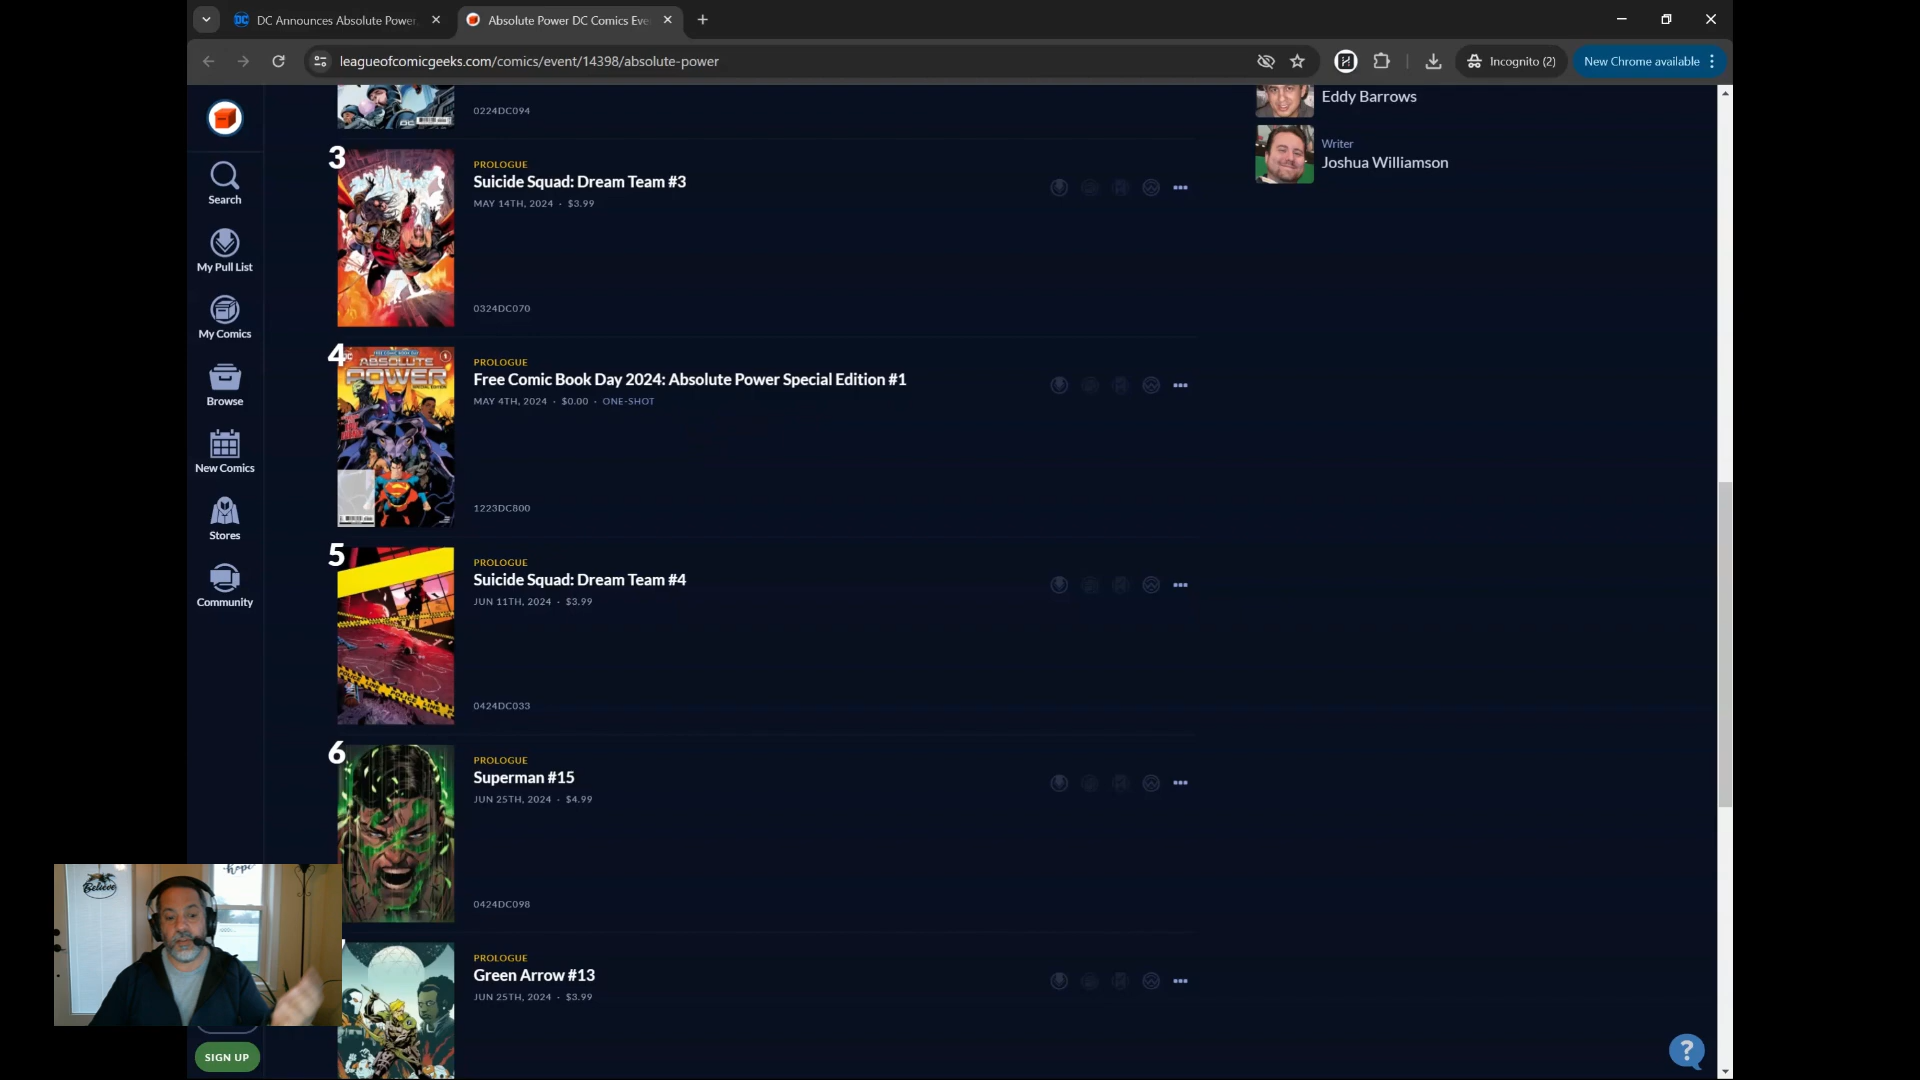 DC Announces Absolute Power
Absolute Power DC Comics Eve
leagueofcomicgeeks.com/comics/event/14398/absolute-power
Incognito (2)
New Chrome available
Search
My Pull List
My Comics
Browse
New Comics
Stores
Community
SIGN UP
0224DC094
3
PROLOGUE
Suicide Squad: Dream Team #3
MAY 14TH, 2024 · $3.99
0324DC070
4
ABSOLUTE
POWER
PROLOGUE
Free Comic Book Day 2024: Absolute Power Special Edition #1
MAY 4TH, 2024 · $0.00 · ONE-SHOT
1223DC800
5
PROLOGUE
Suicide Squad: Dream Team #4
JUN 11TH, 2024 · $3.99
0424DC033
6
PROLOGUE
Superman #15
JUN 25TH, 2024 · $4.99
0424DC098
PROLOGUE
Green Arrow #13
JUN 25TH, 2024 · $3.99
Eddy Barrows
Writer
Joshua Williamson
Believe
hope
?